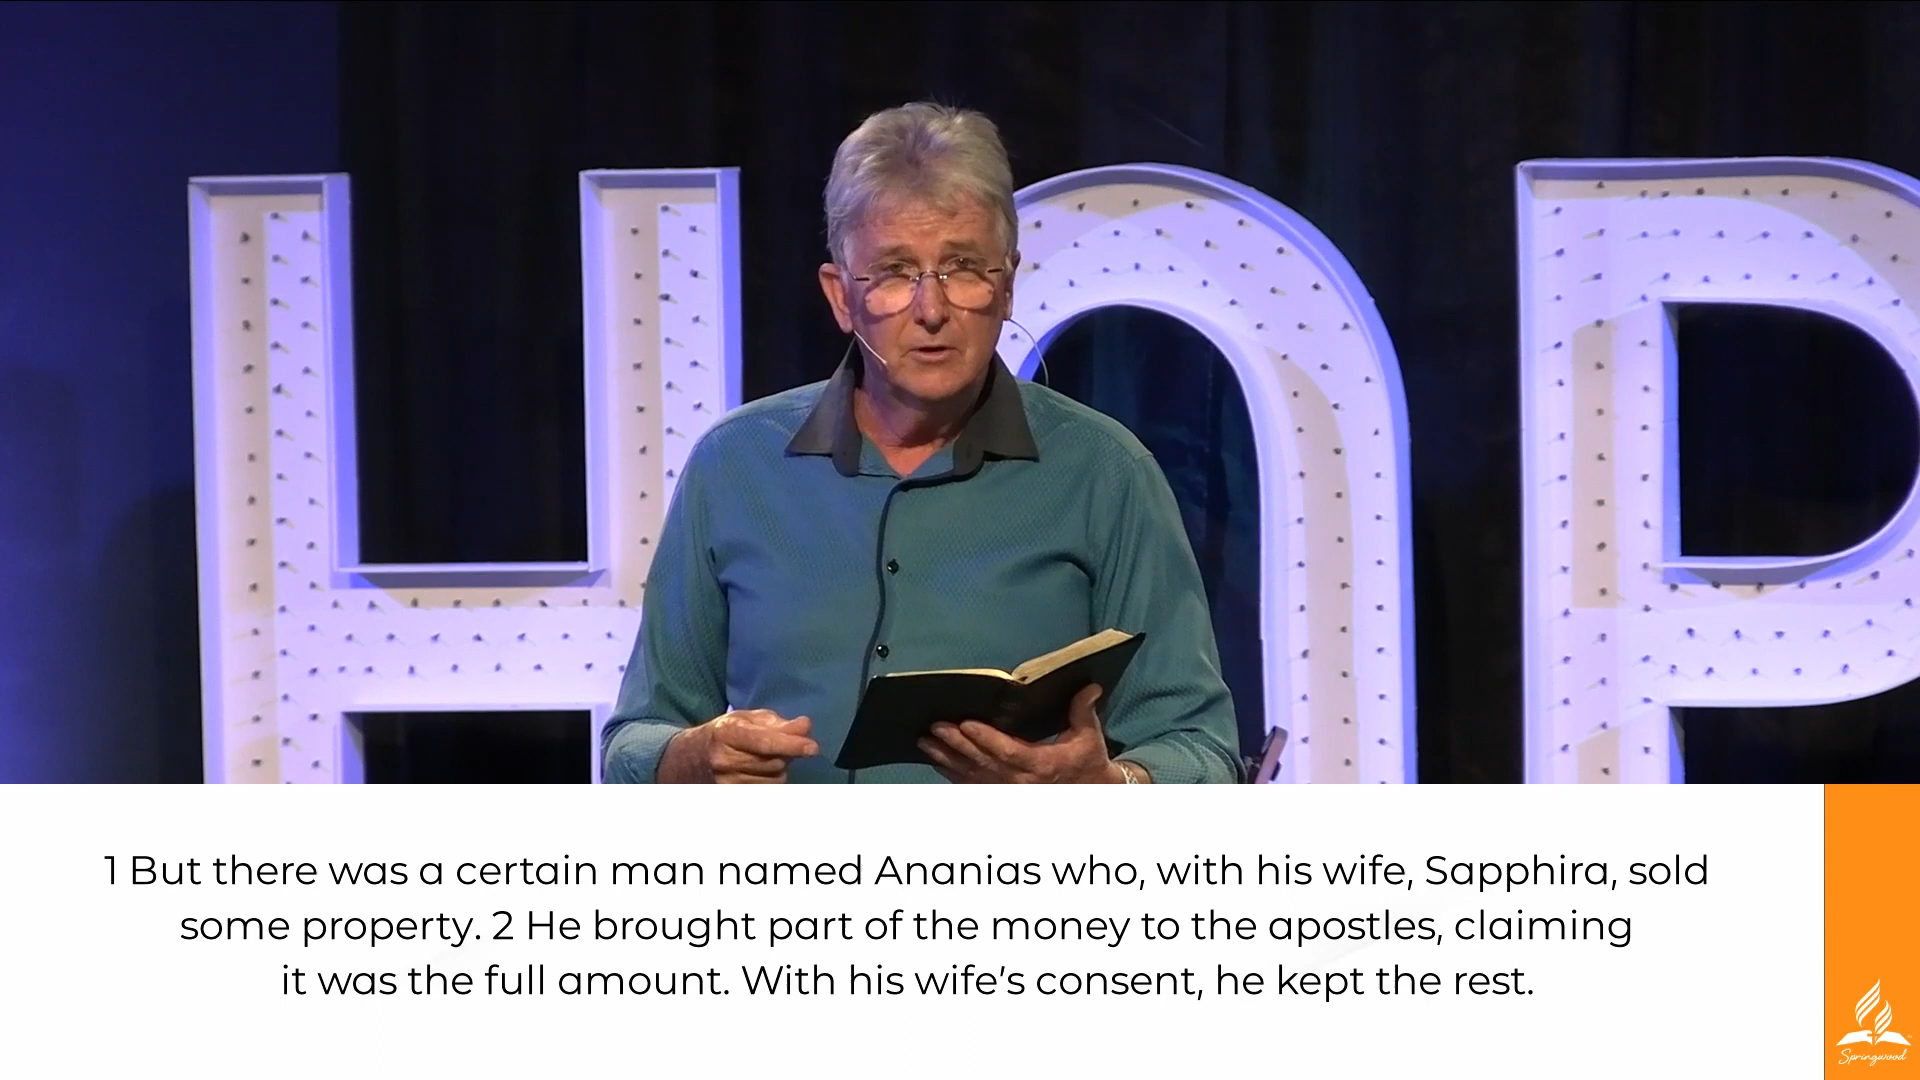 HOP
1 But there was a certain man named Ananias who, with his wife, Sapphira, sold
some property. 2 He brought part of the money to the apostles, claiming
it was the full amount. With his wife’s consent, he kept the rest.
Springwood